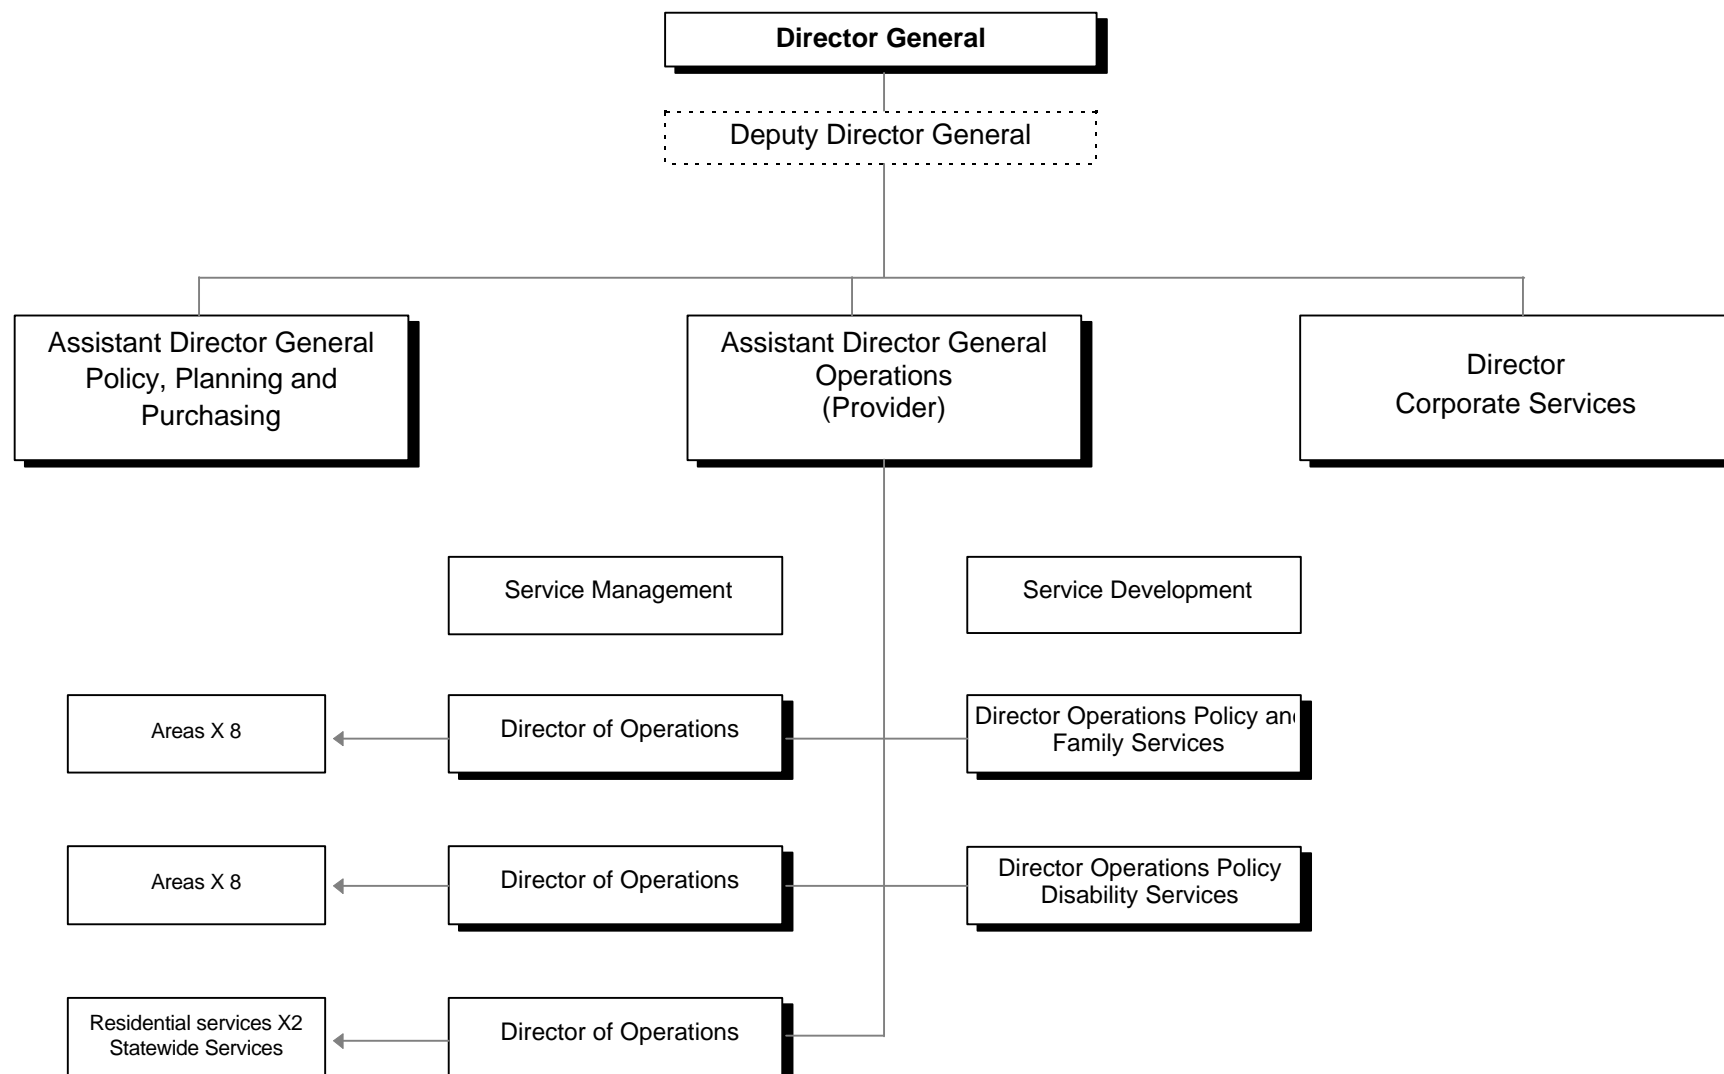 Director General
Deputy Director General
Assistant Director General
Policy, Planning and
Purchasing
Assistant Director General
Operations
(Provider)
Director
Corporate Services
Service Management
Service Development
Areas X 8
Director of Operations
Director Operations Policy an
Family Services
Areas X 8
Director of Operations
Director Operations Policy
Disability Services
Residential services X2
Statewide Services
Director of Operations